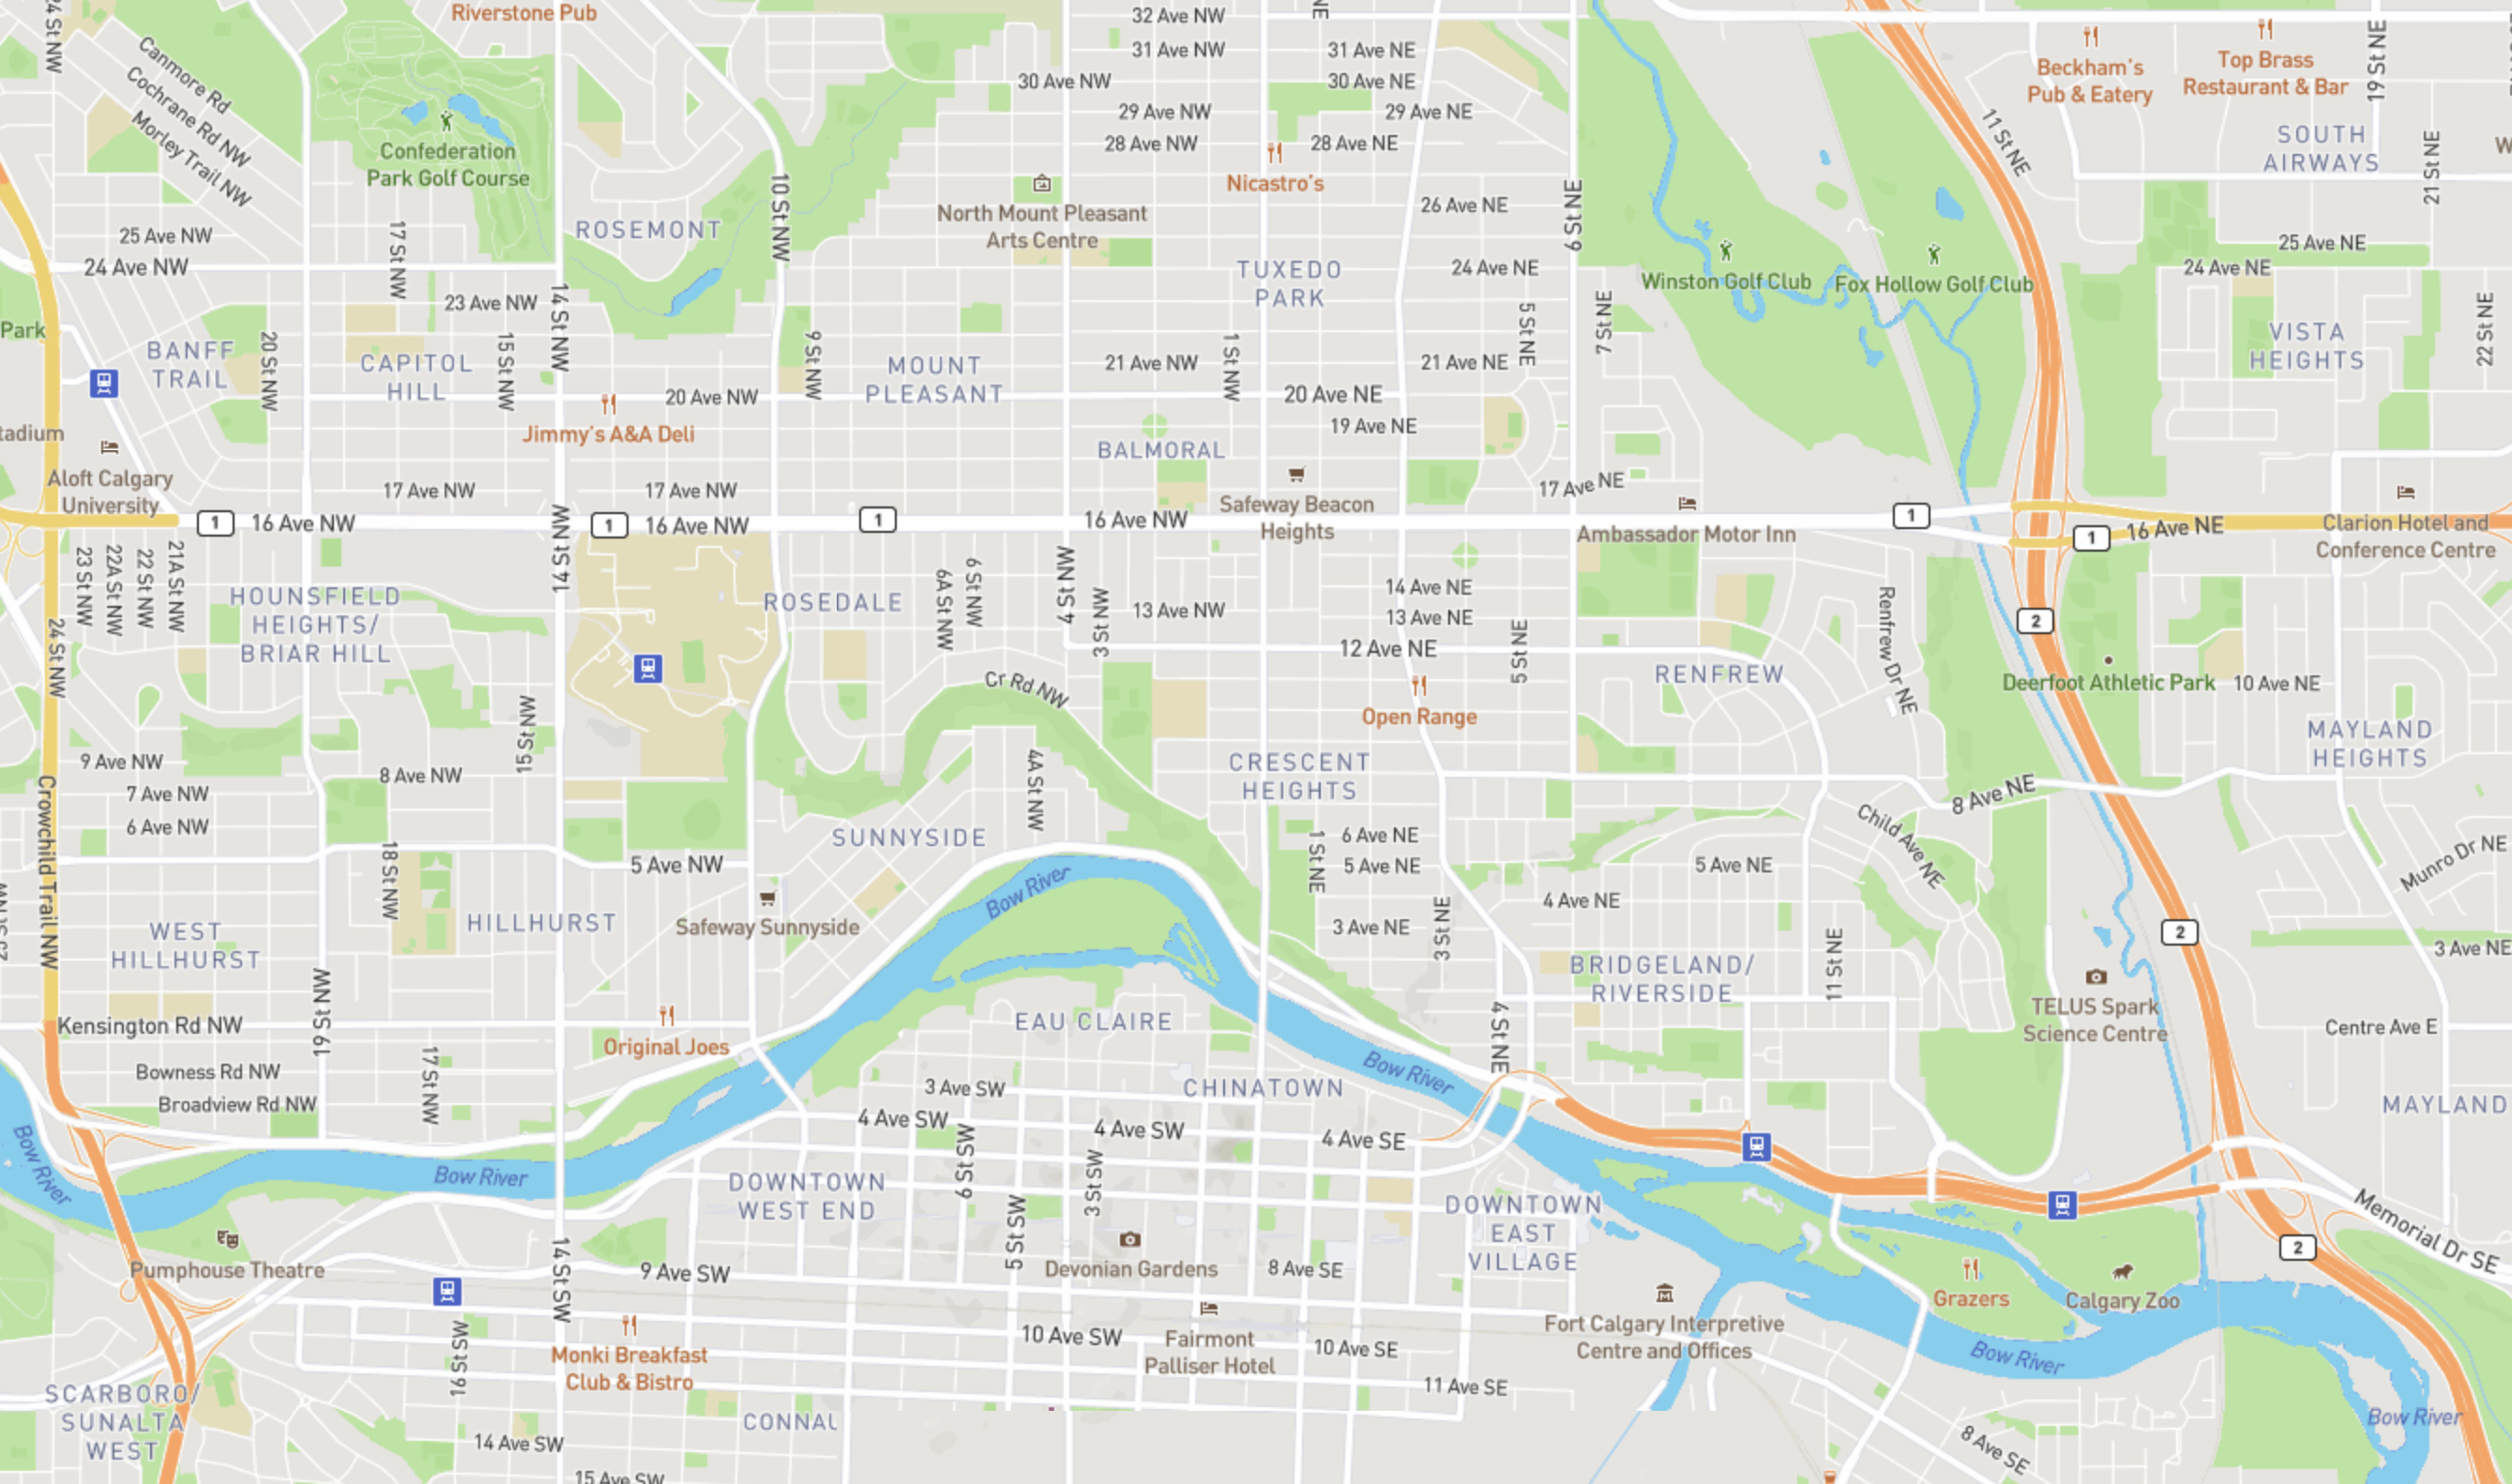 Riverstone Pub
32 Ave NW
NE
24 St NW
Canmore Rd
Cochrane Rd NW
Morley Trail NW
31 Ave NW
31 Ave NE
30 Ave NW
30 Ave NE
29 Ave NW
29 Ave NE
28 Ave NW
28 Ave NE
Beckham's
Pub & Eatery
Top Brass
Restaurant & Bar
19 St NE
11 St NE
SOUTH
AIRWAYS
21 St NE
W
Confederation
Park Golf Course
Nicastro's
10 St NW
North Mount Pleasant
Arts Centre
26 Ave NE
6 St NE
ROSEMONT
25 Ave NW
17 St NW
24 Ave NW
25 Ave NE
24 Ave NE
24 Ave NE
TUXEDO
PARK
Winston Golf Club
Fox Hollow Golf Club
23 Ave NW
14 St NW
Park
BANFF
TRAIL
20 St NW
CAPITOL
HILL
15 St NW
9 St NW
MOUNT
PLEASANT
21 Ave NW
1 St NW
21 Ave NE
5 St NE
7 St NE
VISTA
HEIGHTS
22 St NE
20 Ave NW
20 Ave NE
19 Ave NE
Jimmy's A&A Deli
tadium
BALMORAL
Aloft Calgary
University
17 Ave NW
17 Ave NW
17 Ave NE
Safeway Beacon
Heights
1
16 Ave NW
14 St NW
1
16 Ave NW
1
16 Ave NW
Ambassador Motor Inn
1
1
16 Ave NE
Clarion Hotel and
Conference Centre
23 St NW
22A St NW
22 St NW
21A St NW
HOUNSFIELD
HEIGHTS/
BRIAR HILL
ROSEDALE
6A St NW
6 St NW
4 St NW
3 St NW
13 Ave NW
14 Ave NE
13 Ave NE
12 Ave NE
5 St NE
Renfrew Dr NE
2
24 St NW
RENFREW
Deerfoot Athletic Park
10 Ave NE
Cr Rd NW
Open Range
15 St NW
MAYLAND
HEIGHTS
9 Ave NW
8 Ave NW
7 Ave NW
6 Ave NW
4A St NW
CRESCENT
HEIGHTS
8 Ave NE
Child Ave NE
Crowchild Trail NW
SUNNYSIDE
1 St NE
6 Ave NE
5 Ave NE
5 Ave NE
5 Ave NW
Munro Dr NE
18 St NW
Bow River
4 Ave NE
3 Ave NE
3 St NE
HILLHURST
Safeway Sunnyside
WEST
HILLHURST
2
3 Ave NE
BRIDGELAND/
RIVERSIDE
11 St NE
19 St NW
TELUS Spark
Science Centre
Kensington Rd NW
EAU CLAIRE
4 St NE
Centre Ave E
Original Joes
Bowness Rd NW
17 St NW
Bow River
Broadview Rd NW
3 Ave SW
CHINATOWN
MAYLAND
4 Ave SW
4 Ave SW
4 Ave SE
Bow River
Bow River
6 St SW
3 St SW
DOWNTOWN
WEST END
5 St SW
DOWNTOWN
EAST
VILLAGE
Memorial Dr SE
2
Pumphouse Theatre
14 St SW
9 Ave SW
Devonian Gardens
8 Ave SE
Grazers
Calgary Zoo
16 St SW
Monki Breakfast
Club & Bistro
10 Ave SW
Fairmont
Palliser Hotel
10 Ave SE
Fort Calgary Interpretive
Centre and Offices
Bow River
11 Ave SE
SCARBORO/
SUNALTA
WEST
CONNAU
14 Ave SW
15 Ave SW
8 Ave SE
Bow River